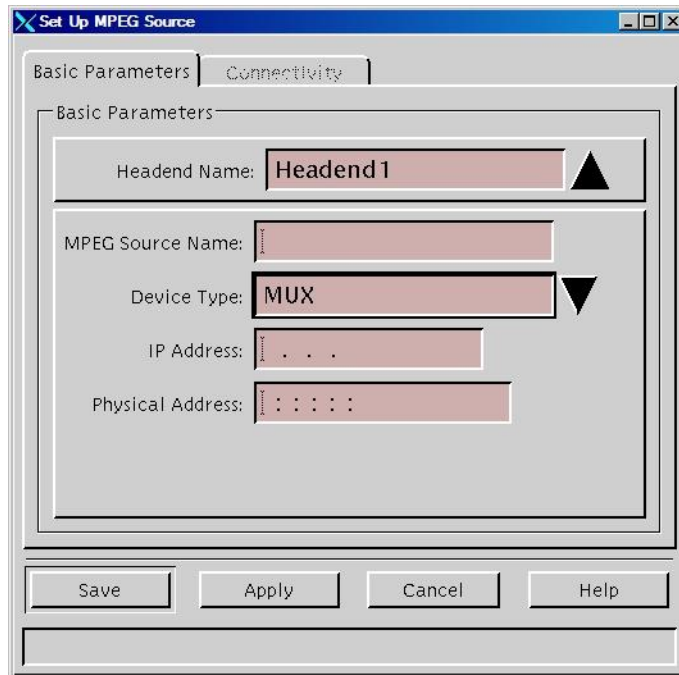 Set Up MPEG Source
Basic Parameters
Connectivity
Basic Parameters
Headend Name: Headend1
MPEG Source Name:
Device Type: MUX
IP Address: . . .
Physical Address: : : : : :
Save Apply Cancel Help